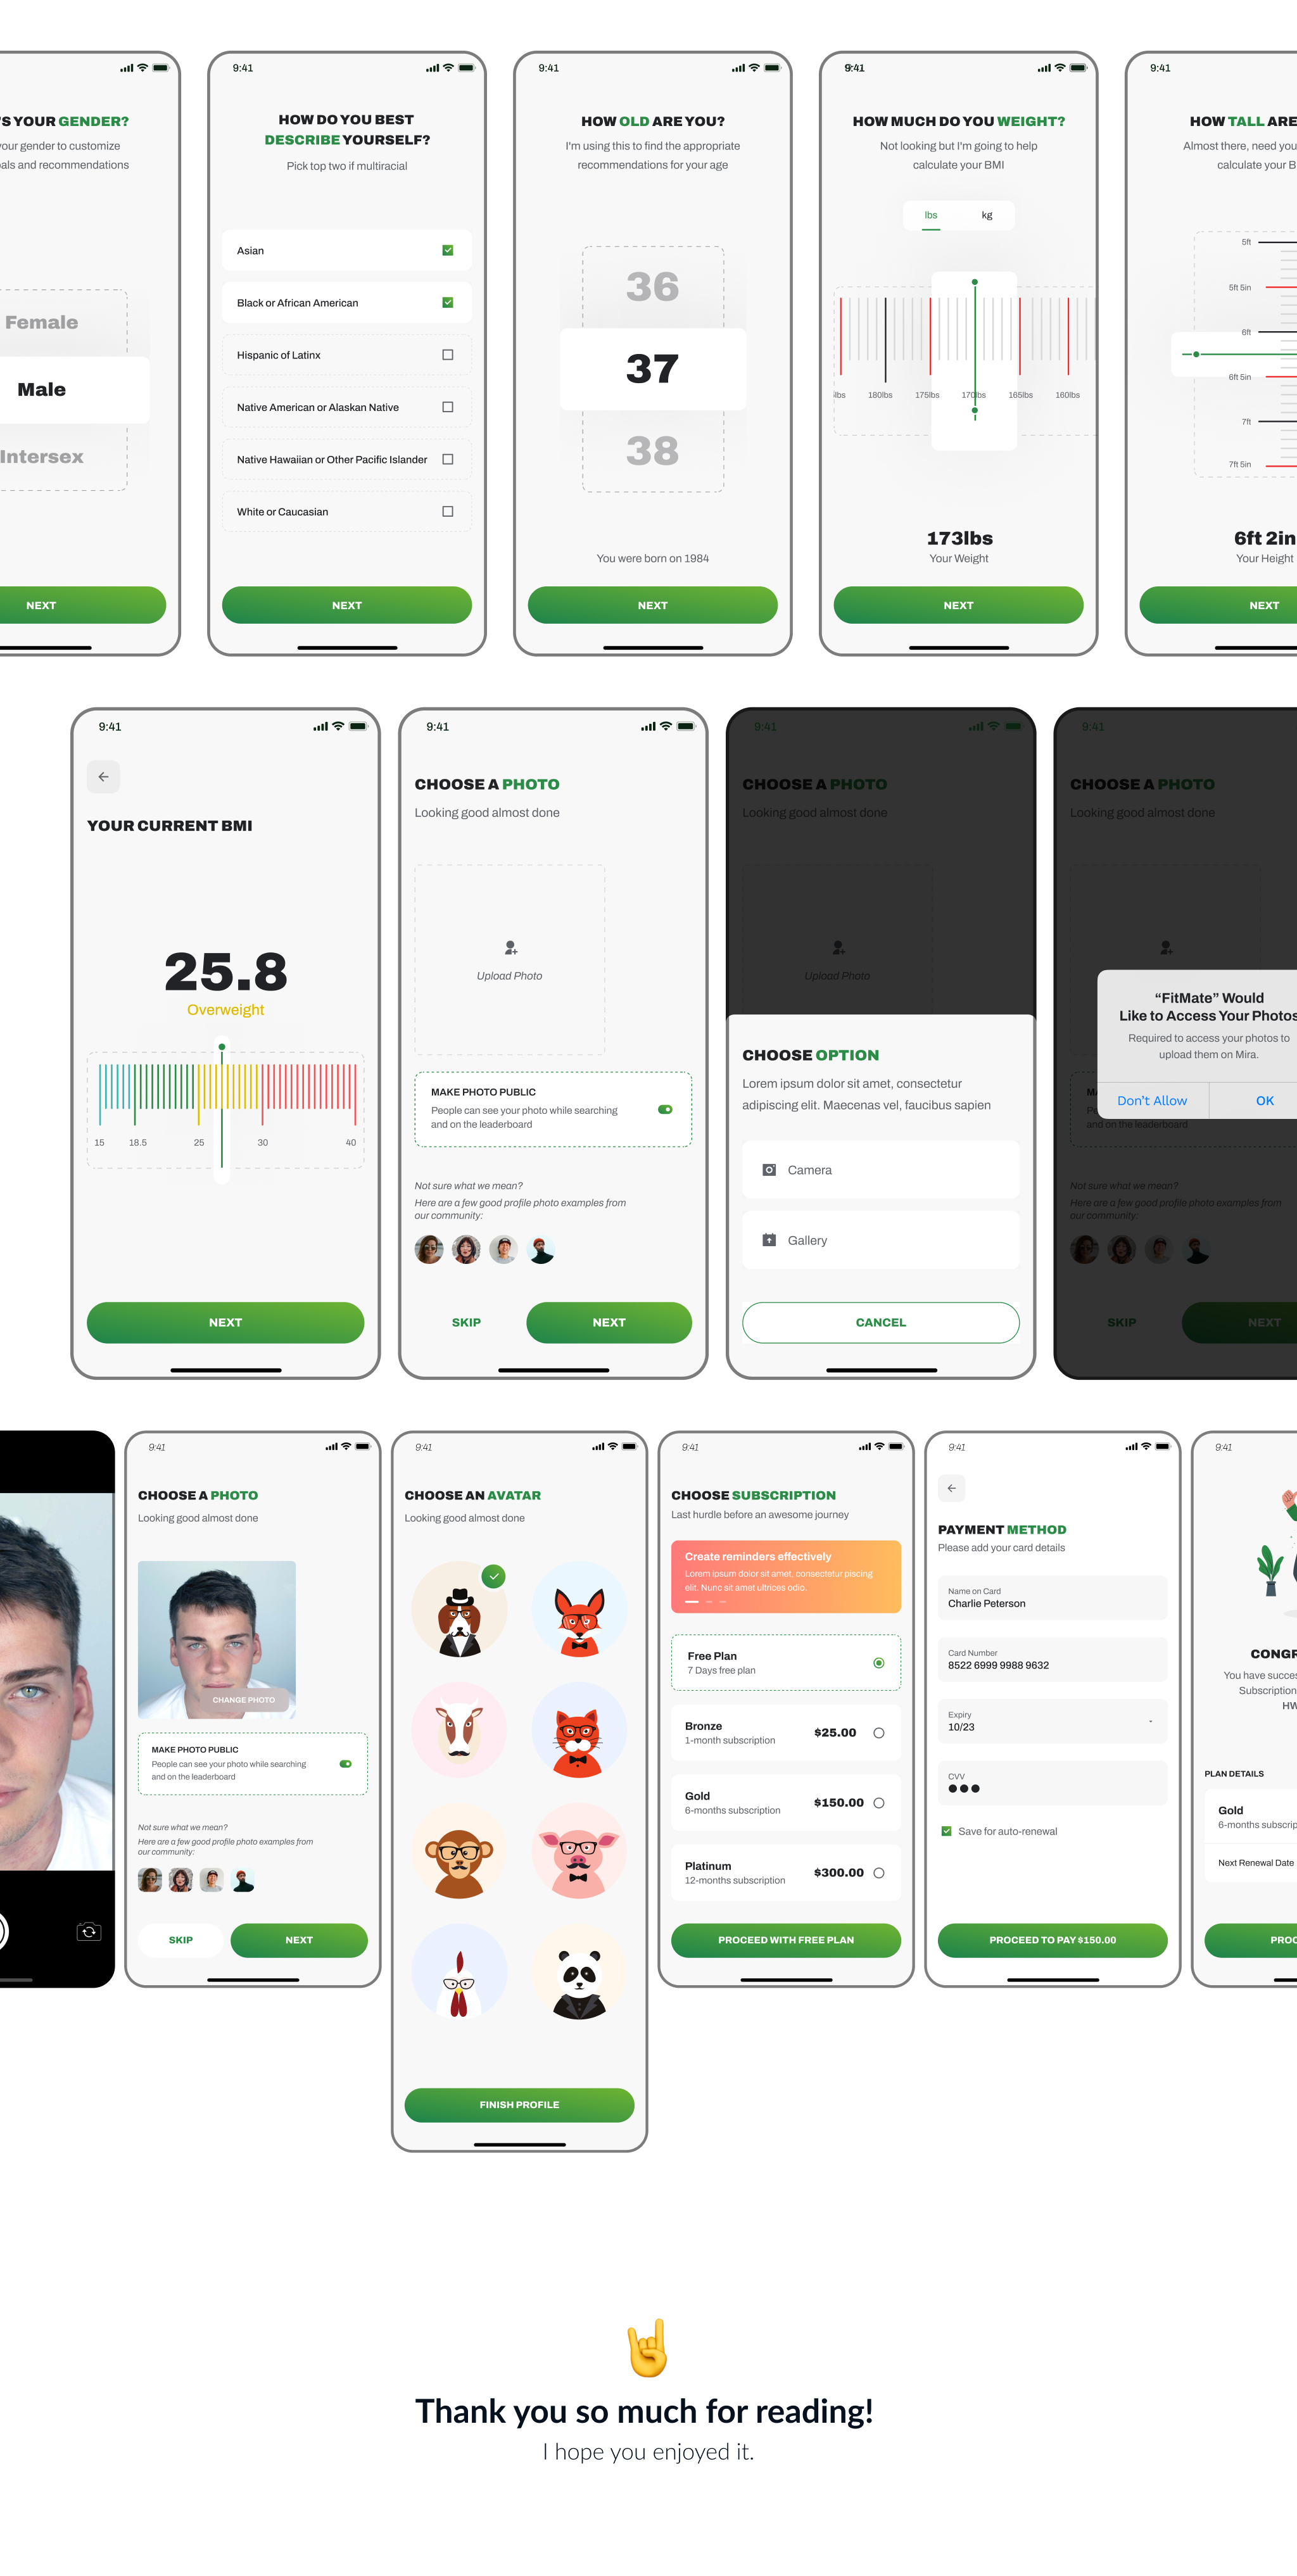 'S YOUR GENDER?
your gender to customize
als and recommendations
Female
Male
Intersex
NEXT
9:41
HOW DO YOU BEST
DESCRIBE YOURSELF?
Pick top two if multiracial
Asian
Black or African American
Hispanic of Latinx
Native American or Alaskan Native
Native Hawaiian or Other Pacific Islander
White or Caucasian
NEXT
9:41
HOW OLD ARE YOU?
I'm using this to find the appropriate
recommendations for your age
36
37
38
You were born on 1984
NEXT
9:41
HOW MUCH DO YOU WEIGHT?
Not looking but I'm going to help
calculate your BMI
lbs kg
lbs 180lbs 175lbs 170lbs 165lbs 160lbs
173lbs
Your Weight
NEXT
9:41
HOW TALL ARE
Almost there, need you
calculate your B
5ft
5ft 5in
6ft
6ft 5in
7ft
7ft 5in
6ft 2in
Your Height
NEXT
9:41
YOUR CURRENT BMI
25.8
Overweight
15 18.5 25 30 40
NEXT
9:41
CHOOSE A PHOTO
Looking good almost done
Upload Photo
MAKE PHOTO PUBLIC
People can see your photo while searching
and on the leaderboard
Not sure what we mean?
Here are a few good profile photo examples from
our community:
SKIP NEXT
9:41
CHOOSE A PHOTO
Looking good almost done
Upload Photo
CHOOSE OPTION
Lorem ipsum dolor sit amet, consectetur
adipiscing elit. Maecenas vel, faucibus sapien
Camera
Gallery
CANCEL
9:41
CHOOSE A PHOTO
Looking good almost done
“FitMate” Would
Like to Access Your Photos
Required to access your photos to
upload them on Mira.
Don't Allow OK
and on the leaderboard
Not sure what we mean?
Here are a few good profile photo examples from
our community:
SKIP NEXT
9:41
CHOOSE A PHOTO
Looking good almost done
CHANGE PHOTO
MAKE PHOTO PUBLIC
People can see your photo while searching
and on the leaderboard
Not sure what we mean?
Here are a few good profile photo examples from
our community:
SKIP NEXT
9:41
CHOOSE AN AVATAR
Looking good almost done
FINISH PROFILE
9:41
CHOOSE SUBSCRIPTION
Last hurdle before an awesome journey
Create reminders effectively
Lorem ipsum dolor sit amet, consectetur piscing
elit. Nunc sit amet ultrices odio.
Free Plan
7 Days free plan
Bronze
1-month subscription
$25.00
Gold
6-months subscription
$150.00
Platinum
12-months subscription
$300.00
PROCEED WITH FREE PLAN
9:41
PAYMENT METHOD
Please add your card details
Name on Card
Charlie Peterson
Card Number
8522 6999 9988 9632
Expiry
10/23
CVV
Save for auto-renewal
PROCEED TO PAY $150.00
9:41
CONGR
You have succes
Subscription
HW
PLAN DETAILS
Gold
6-months subscrip
Next Renewal Date
PROC
Thank you so much for reading!
I hope you enjoyed it.